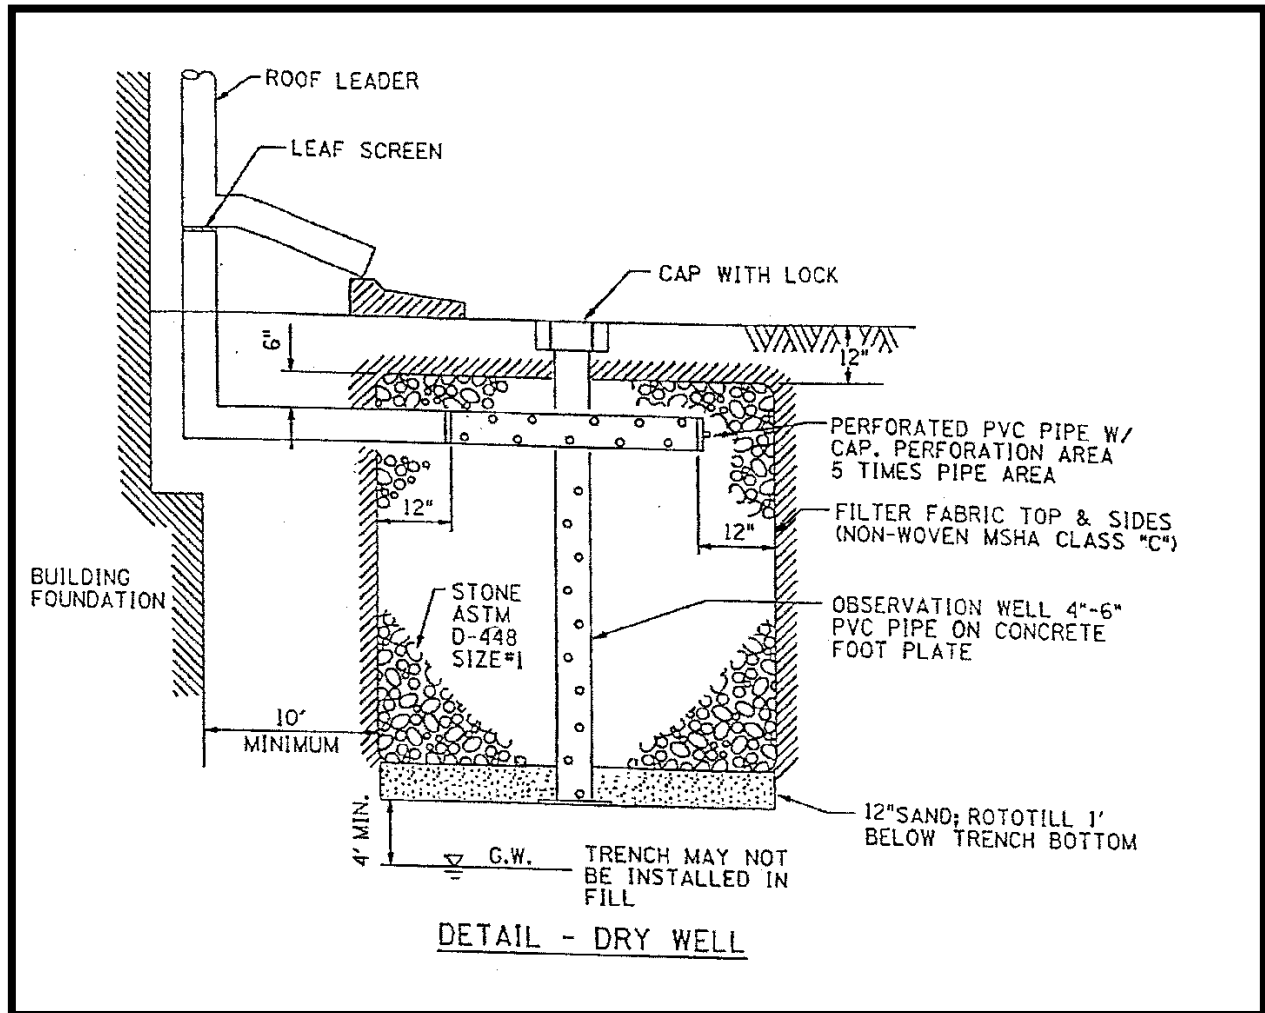 ROOF LEADER
LEAF SCREEN
CAP WITH LOCK
6"
12"
PERFORATED PVC PIPE W/
CAP. PERFORATION AREA
5 TIMES PIPE AREA
12"
12"
FILTER FABRIC TOP & SIDES
(NON-WOVEN MSHA CLASS "C")
BUILDING
FOUNDATION
STONE
ASTM
D-448
SIZE#1
OBSERVATION WELL 4"-6"
PVC PIPE ON CONCRETE
FOOT PLATE
10'
MINIMUM
12"SAND; ROTOTILL 1'
BELOW TRENCH BOTTOM
4' MIN.
G.W.
TRENCH MAY NOT
BE INSTALLED IN
FILL
DETAIL - DRY WELL